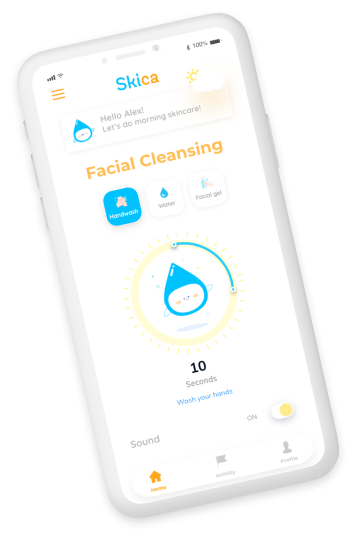 100%
Skica
Hello Alex!
Let's do morning skincare!
Facial Cleansing
Handwash
Water
Facial gel
10
Seconds
Wash your hands
Sound
ON
Home
Activity
Profile